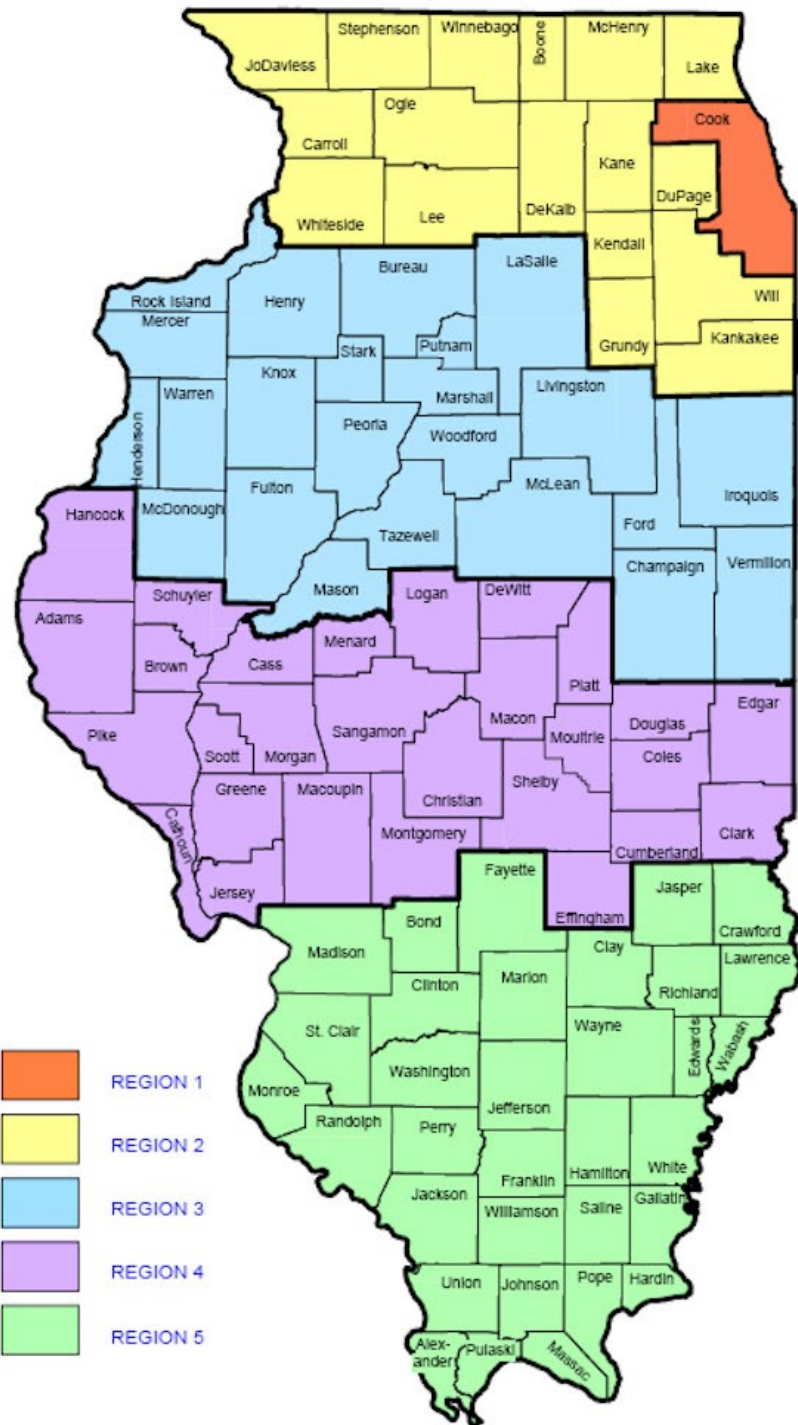 Stephenson
Winnebago
Boone
McHenry
JoDaviess
Lake
Ogle
Cook
Carroll
Kane
DuPage
Whiteside
Lee
DeKalb
Kendall
LaSalle
Bureau
Rock Island
Henry
Will
Mercer
Kankakee
Stark
Putnam
Grundy
Knox
Livingston
Warren
Marshall
Peoria
Henderson
Woodford
Fulton
McLean
Iroquois
Hancock
McDonough
Ford
Tazewell
Champaign
Vermilion
Mason
Schuyler
Logan
DeWitt
Adams
Menard
Brown
Cass
Piatt
Edgar
Pike
Sangamon
Macon
Douglas
Moultrie
Scott
Morgan
Coles
Greene
Macoupin
Shelby
Christian
Calhoun
Montgomery
Clark
Cumberland
Fayette
Jersey
Jasper
Effingham
Bond
Crawford
Madison
Clay
Lawrence
Clinton
Marion
Richland
St. Clair
Wayne
Edwards
Wabash
Washington
Monroe
Jefferson
Randolph
Perry
Franklin
Hamilton
White
Jackson
Williamson
Saline
Gallatin
Union
Johnson
Pope
Hardin
Alex-
ander
Pulaski
Massac
REGION 1
REGION 2
REGION 3
REGION 4
REGION 5